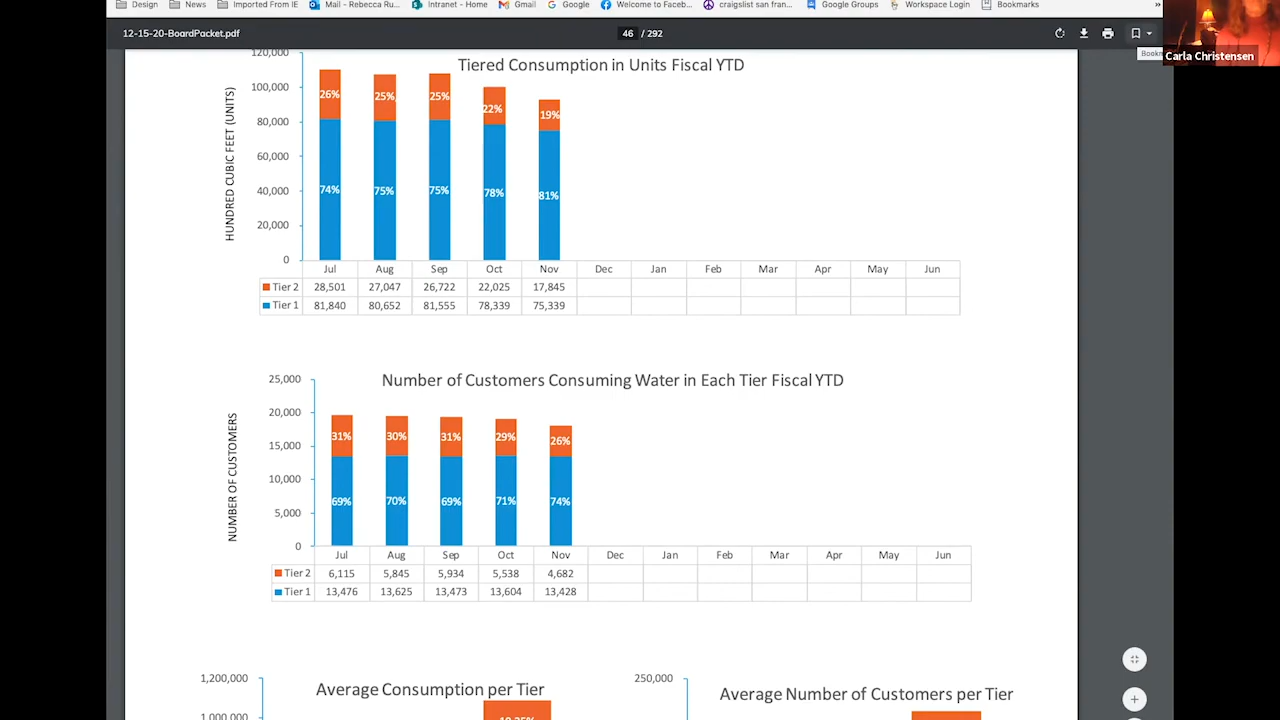 Design News Imported From IE Mail - Rebecca Ru... Intranet - Home Gmail Google Welcome to Faceb... craigslist san fran... Google Groups Workspace Login Bookmarks »
12-15-20-BoardPacket.pdf 46 / 292
Carla Christensen
Tiered Consumption in Units Fiscal YTD
HUNDRED CUBIC FEET (UNITS)
120,000
100,000
80,000
60,000
40,000
20,000
0
26% 25% 25% 22% 19%
74% 75% 75% 78% 81%
Jul Aug Sep Oct Nov Dec Jan Feb Mar Apr May Jun
Tier 2 28,501 27,047 26,722 22,025 17,845
Tier 1 81,840 80,652 81,555 78,339 75,339
Number of Customers Consuming Water in Each Tier Fiscal YTD
NUMBER OF CUSTOMERS
25,000
20,000
15,000
10,000
5,000
0
31% 30% 31% 29% 26%
69% 70% 69% 71% 74%
Jul Aug Sep Oct Nov Dec Jan Feb Mar Apr May Jun
Tier 2 6,115 5,845 5,934 5,538 4,682
Tier 1 13,476 13,625 13,473 13,604 13,428
Average Consumption per Tier
1,200,000
1,000,000
Average Number of Customers per Tier
250,000